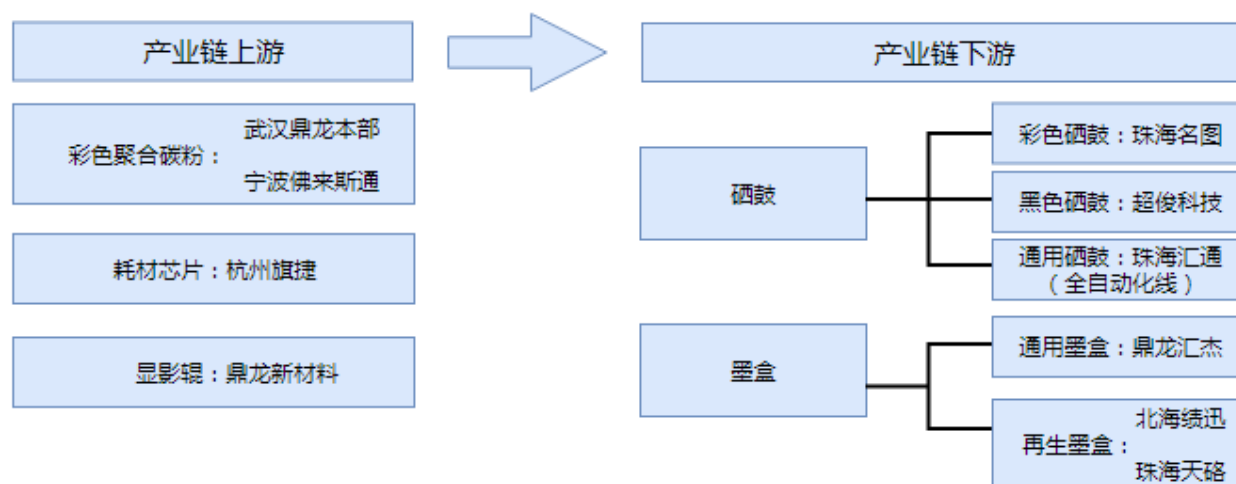 产业链上游
产业链下游
彩色聚合碳粉：
武汉鼎龙本部
宁波佛来斯通
耗材芯片：杭州旗捷
显影辊：鼎龙新材料
硒鼓
彩色硒鼓：珠海名图
黑色硒鼓：超俊科技
通用硒鼓：珠海汇通
（全自动化线）
墨盒
通用墨盒：鼎龙汇杰
再生墨盒：
北海绩迅
珠海天硌